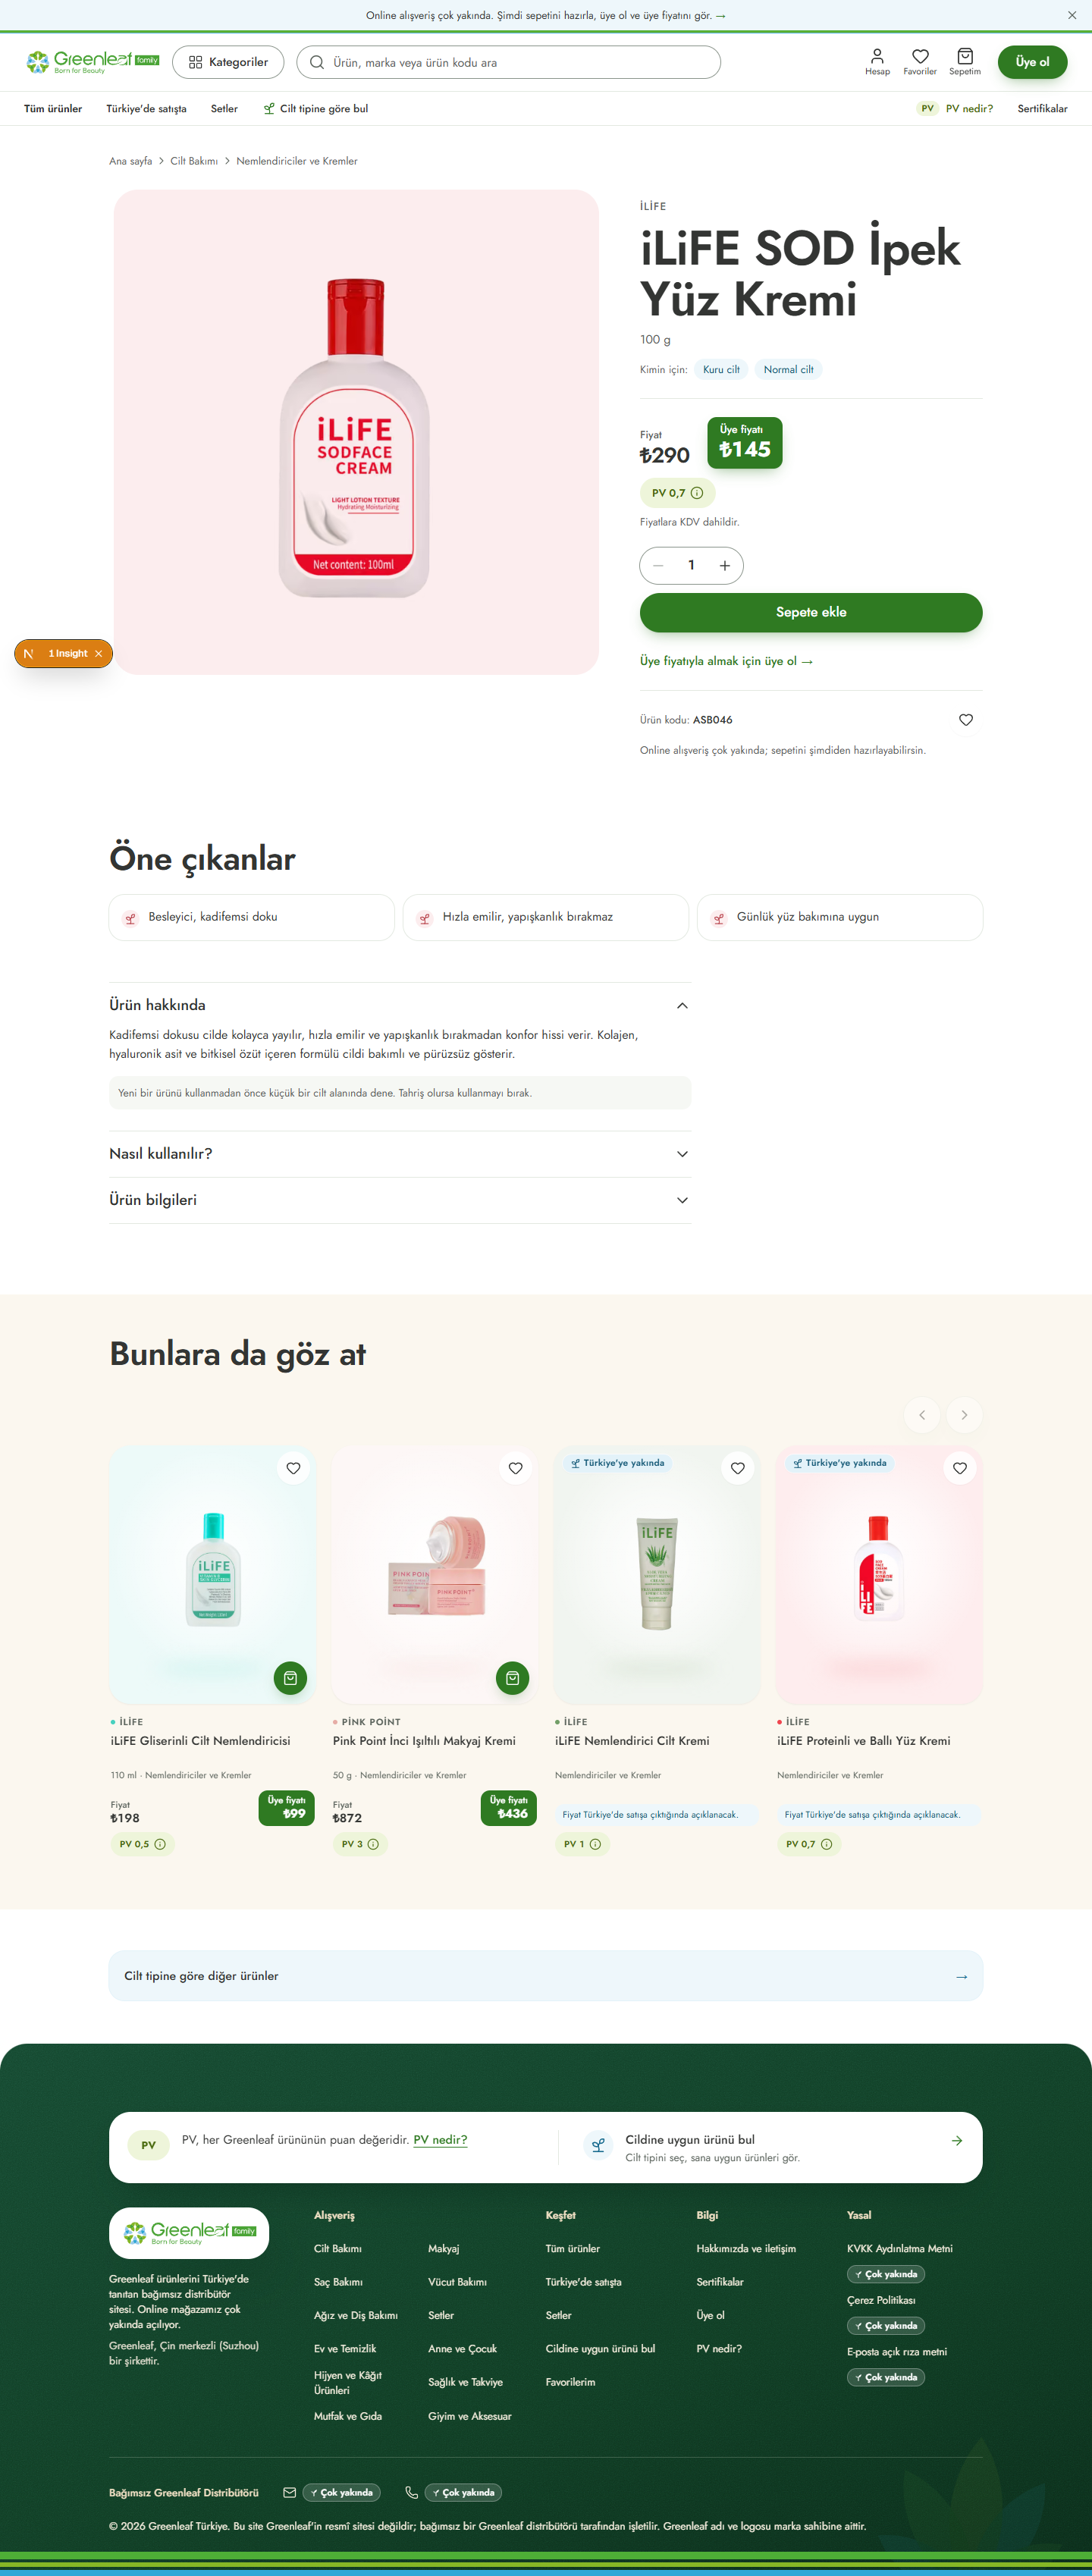 Online alışveriş çok yakında. Şimdi sepetini hazırla, üye ol ve üye fiyatını gör. →
Greenleaf family
Born for Beauty
Kategoriler
Ürün, marka veya ürün kodu ara
Hesap
Favoriler
Sepetim
Üye ol
Tüm ürünler
Türkiye'de satışta
Setler
Cilt tipine göre bul
PV PV nedir?
Sertifikalar
Ana sayfa > Cilt Bakımı > Nemlendiriciler ve Kremler
iLiFE
SODFACE
CREAM
LIGHT LOTION TEXTURE
Hydrating Moisturizing
Net content: 100ml
İLİFE
iLiFE SOD İpek
Yüz Kremi
100 g
Kimin için: Kuru cilt Normal cilt
Fiyat
₺290
Üye fiyatı
₺145
PV 0,7
Fiyatlara KDV dahildir.
1
Sepete ekle
N 1 Insight
Üye fiyatıyla almak için üye ol →
Ürün kodu: ASB046
Online alışveriş çok yakında; sepetini şimdiden hazırlayabilirsin.
Öne çıkanlar
Besleyici, kadifemsi doku
Hızla emilir, yapışkanlık bırakmaz
Günlük yüz bakımına uygun
Ürün hakkında
Kadifemsi dokusu cilde kolayca yayılır, hızla emilir ve yapışkanlık bırakmadan konfor hissi verir. Kolajen,
hyaluronik asit ve bitkisel özüt içeren formülü cildi bakımlı ve pürüzsüz gösterir.
Yeni bir ürünü kullanmadan önce küçük bir cilt alanında dene. Tahriş olursa kullanmayı bırak.
Nasıl kullanılır?
Ürün bilgileri
Bunlara da göz at
iLiFE
PINK POINT
Türkiye'ye yakında
iLiFE
Türkiye'ye yakında
İLİFE
iLiFE Gliserinli Cilt Nemlendiricisi
110 ml · Nemlendiriciler ve Kremler
Fiyat
₺198
Üye fiyatı
₺99
PV 0,5
PİNK POİNT
Pink Point İnci Işıltılı Makyaj Kremi
50 g · Nemlendiriciler ve Kremler
Fiyat
₺872
Üye fiyatı
₺436
PV 3
İLİFE
iLiFE Nemlendirici Cilt Kremi
Nemlendiriciler ve Kremler
Fiyat Türkiye'de satışa çıktığında açıklanacak.
PV 1
İLİFE
iLiFE Proteinli ve Ballı Yüz Kremi
Nemlendiriciler ve Kremler
Fiyat Türkiye'de satışa çıktığında açıklanacak.
PV 0,7
Cilt tipine göre diğer ürünler →
PV
PV, her Greenleaf ürününün puan değeridir. PV nedir?
Cildine uygun ürünü bul
Cilt tipini seç, sana uygun ürünleri gör.
Greenleaf family
Born for Beauty
Greenleaf ürünlerini Türkiye'de
tanıtan bağımsız distribütör
sitesi. Online mağazamız çok
yakında açılıyor.
Greenleaf, Çin merkezli (Suzhou)
bir şirkettir.
Alışveriş
Cilt Bakımı
Makyaj
Saç Bakımı
Vücut Bakımı
Ağız ve Diş Bakımı
Setler
Ev ve Temizlik
Anne ve Çocuk
Hijyen ve Kâğıt
Ürünleri
Sağlık ve Takviye
Mutfak ve Gıda
Giyim ve Aksesuar
Keşfet
Tüm ürünler
Türkiye'de satışta
Setler
Cildine uygun ürünü bul
Favorilerim
Bilgi
Hakkımızda ve iletişim
Sertifikalar
Üye ol
PV nedir?
Yasal
KVKK Aydınlatma Metni
Çok yakında
Çerez Politikası
Çok yakında
E-posta açık rıza metni
Çok yakında
Bağımsız Greenleaf Distribütörü
Çok yakında
Çok yakında
© 2026 Greenleaf Türkiye. Bu site Greenleaf'in resmî sitesi değildir; bağımsız bir Greenleaf distribütörü tarafından işletilir. Greenleaf adı ve logosu marka sahibine aittir.